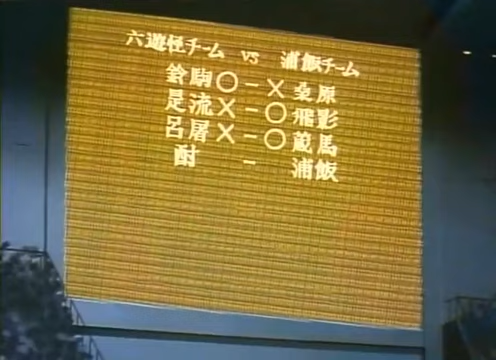 六遊怪チーム vs 浦飯チーム
鈴駒○-×桑原
是流×-○飛影
呂屠×-○蔵馬
酎 - 浦飯